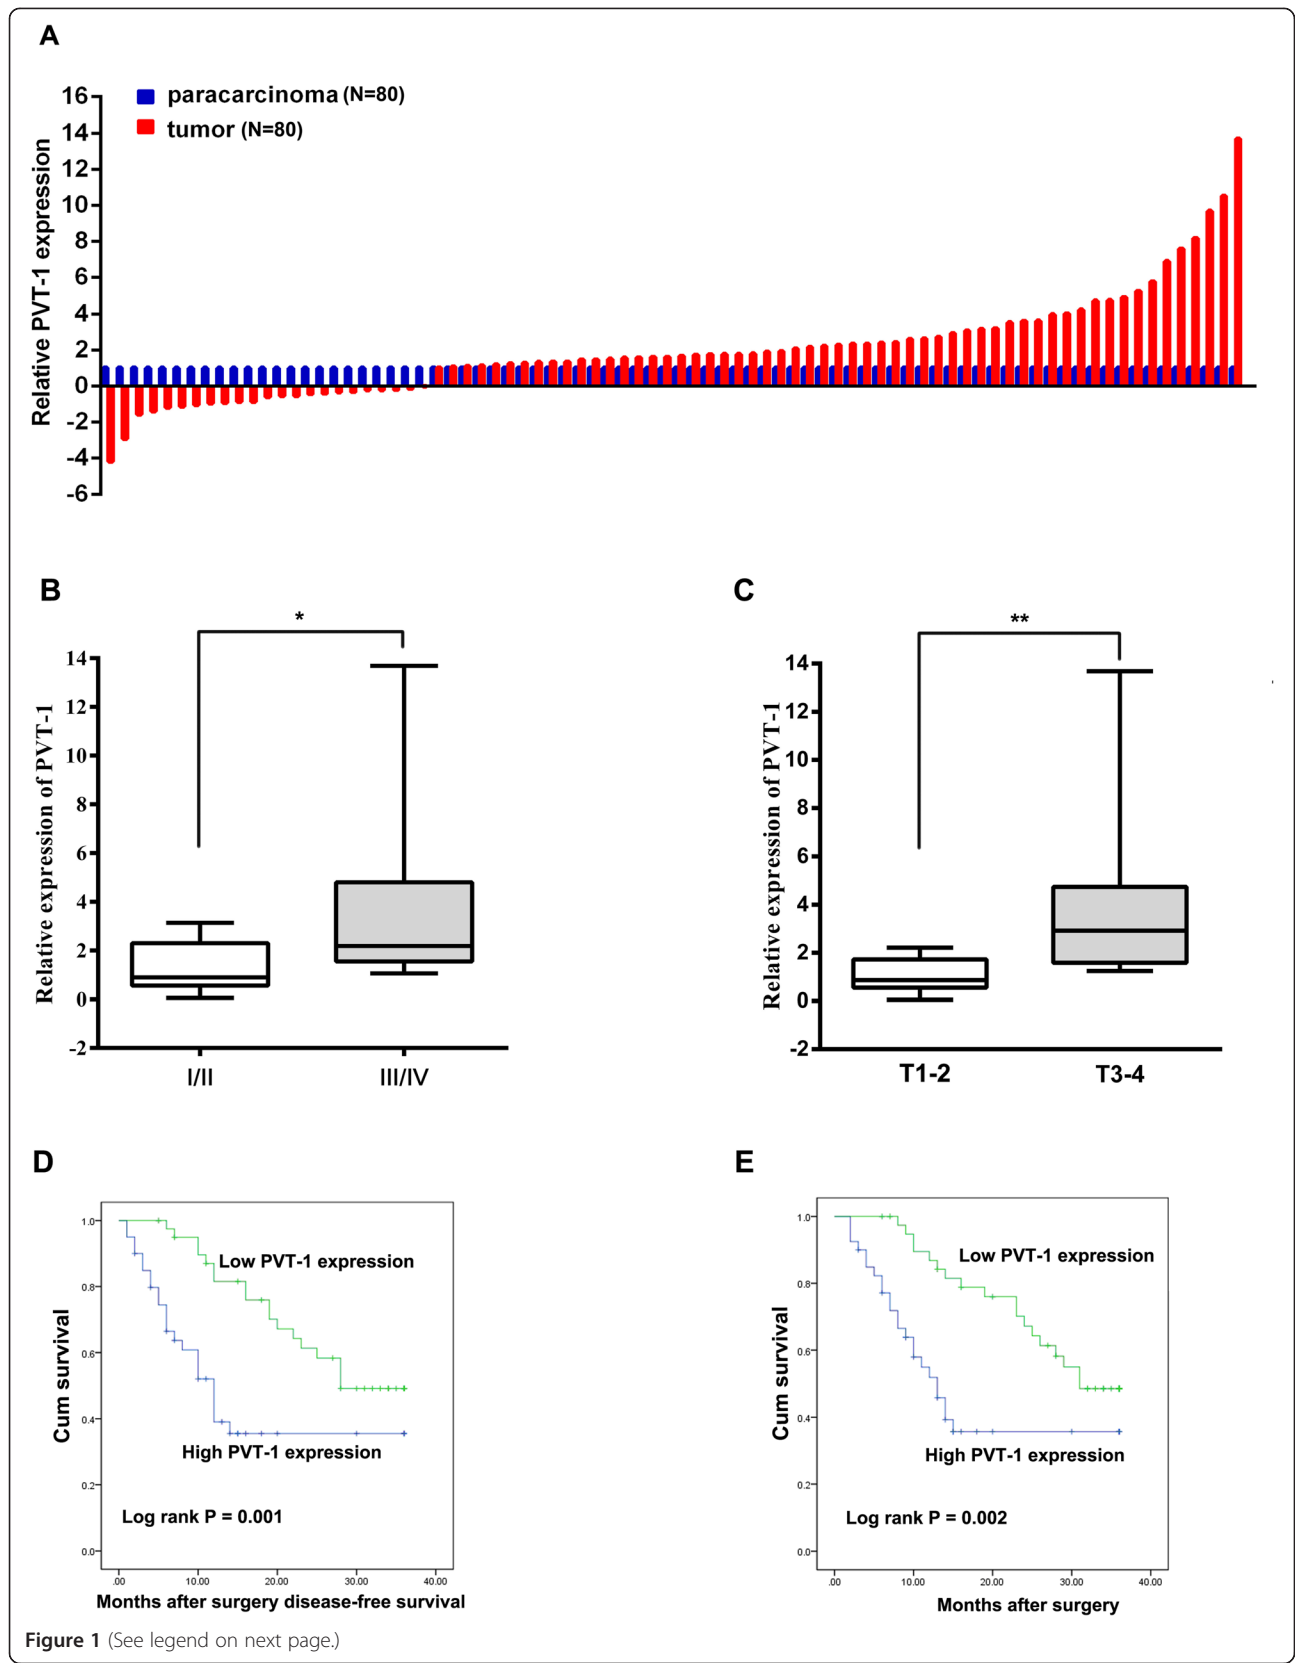 A
paracarcinoma (N=80)
tumor (N=80)
Relative PVT-1 expression
16
14
12
10
8
6
4
2
0
-2
-4
-6
B
*
Relative expression of PVT-1
14
12
10
8
6
4
2
0
-2
I/II III/IV
C
**
Relative expression of PVT-1
14
12
10
8
6
4
2
0
-2
T1-2 T3-4
D
Cum survival
1.0
0.8
0.6
0.4
0.2
0.0
Low PVT-1 expression
High PVT-1 expression
Log rank P = 0.001
.00 10.00 20.00 30.00 40.00
Months after surgery disease-free survival
E
Cum survival
1.0
0.8
0.6
0.4
0.2
0.0
Low PVT-1 expression
High PVT-1 expression
Log rank P = 0.002
.00 10.00 20.00 30.00 40.00
Months after surgery
Figure 1 (See legend on next page.)